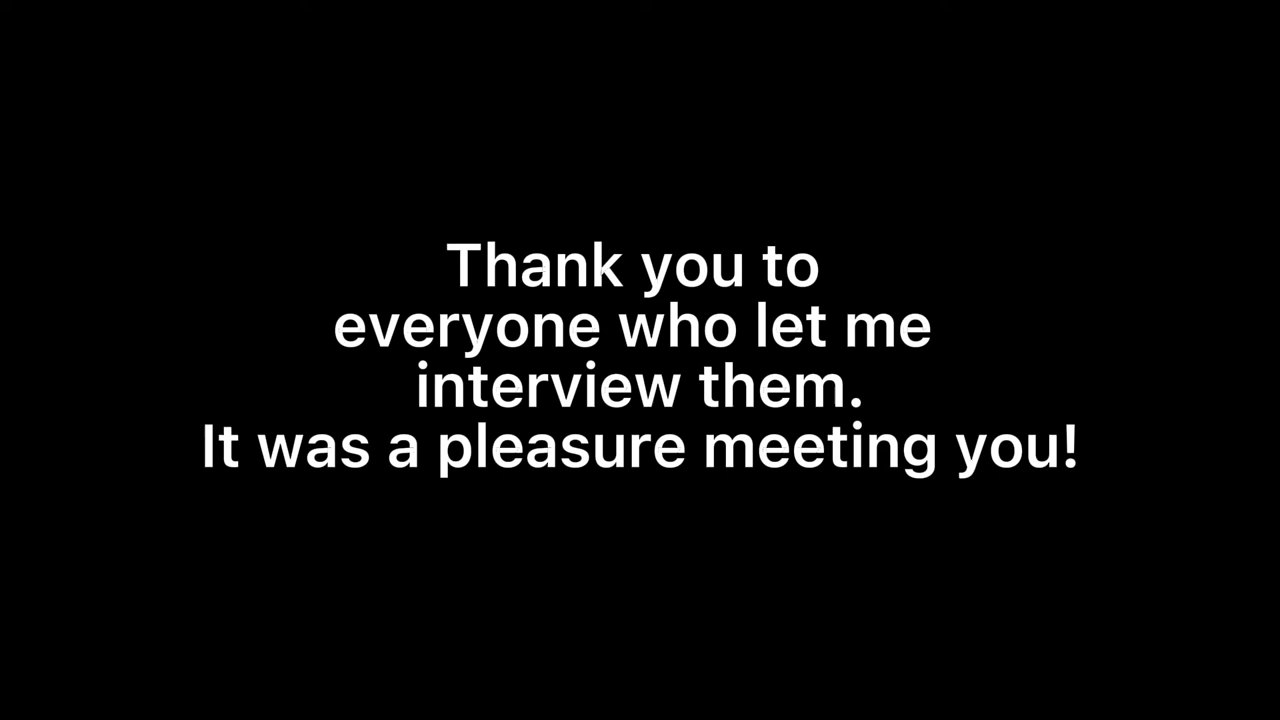 Thank you to
everyone who let me
interview them.
It was a pleasure meeting you!